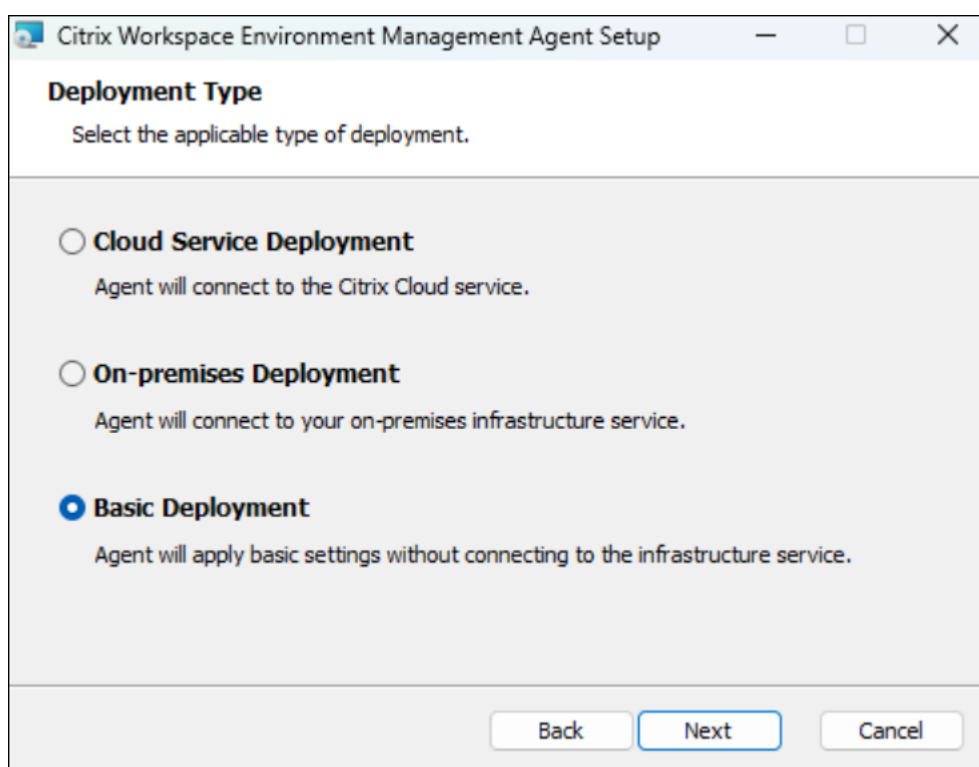 Citrix Workspace Environment Management Agent Setup
Deployment Type
Select the applicable type of deployment.
Cloud Service Deployment
Agent will connect to the Citrix Cloud service.
On-premises Deployment
Agent will connect to your on-premises infrastructure service.
Basic Deployment
Agent will apply basic settings without connecting to the infrastructure service.
Back Next Cancel